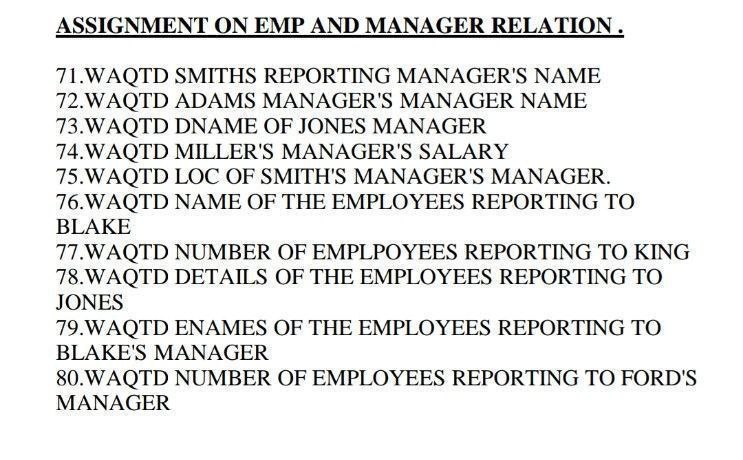 ASSIGNMENT ON EMP AND MANAGER RELATION .
71.WAQTD SMITHS REPORTING MANAGER'S NAME
72.WAQTD ADAMS MANAGER'S MANAGER NAME
73.WAQTD DNAME OF JONES MANAGER
74.WAQTD MILLER'S MANAGER'S SALARY
75.WAQTD LOC OF SMITH'S MANAGER'S MANAGER.
76.WAQTD NAME OF THE EMPLOYEES REPORTING TO
BLAKE
77.WAQTD NUMBER OF EMPLPOYEES REPORTING TO KING
78.WAQTD DETAILS OF THE EMPLOYEES REPORTING TO
JONES
79.WAQTD ENAMES OF THE EMPLOYEES REPORTING TO
BLAKE'S MANAGER
80.WAQTD NUMBER OF EMPLOYEES REPORTING TO FORD'S
MANAGER